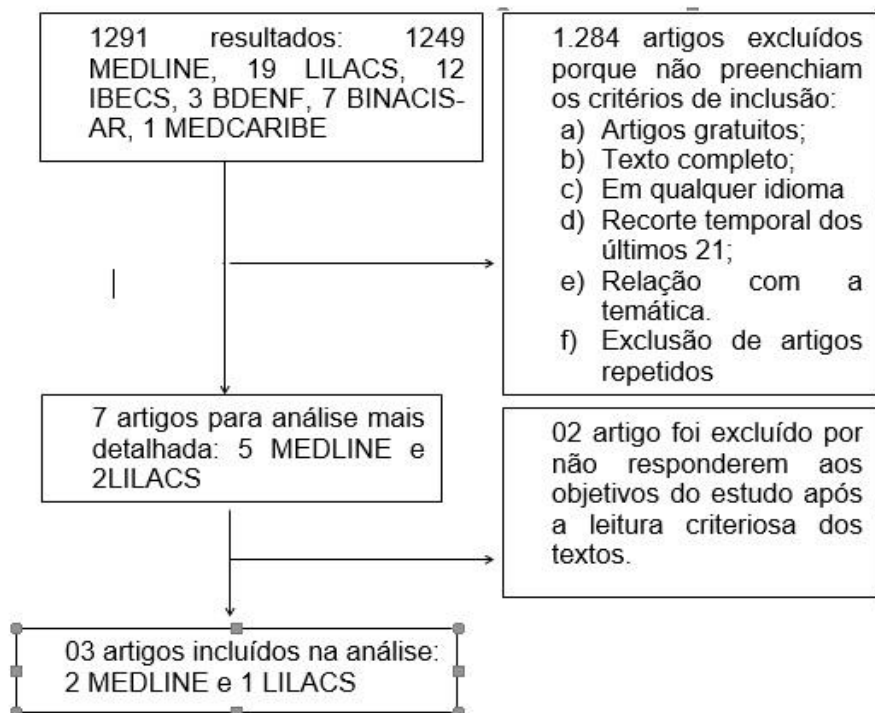 1291 resultados: 1249
MEDLINE, 19 LILACS, 12
IBECS, 3 BDENF, 7 BINACIS-
AR, 1 MEDCARIBE
1.284 artigos excluídos
porque não preenchiam
os critérios de inclusão:
a) Artigos gratuitos;
b) Texto completo;
c) Em qualquer idioma
d) Recorte temporal dos
últimos 21;
e) Relação com a
temática.
f) Exclusão de artigos
repetidos
7 artigos para análise mais
detalhada: 5 MEDLINE e
2LILACS
02 artigo foi excluído por
não responderem aos
objetivos do estudo após
a leitura criteriosa dos
textos.
03 artigos incluídos na análise:
2 MEDLINE e 1 LILACS